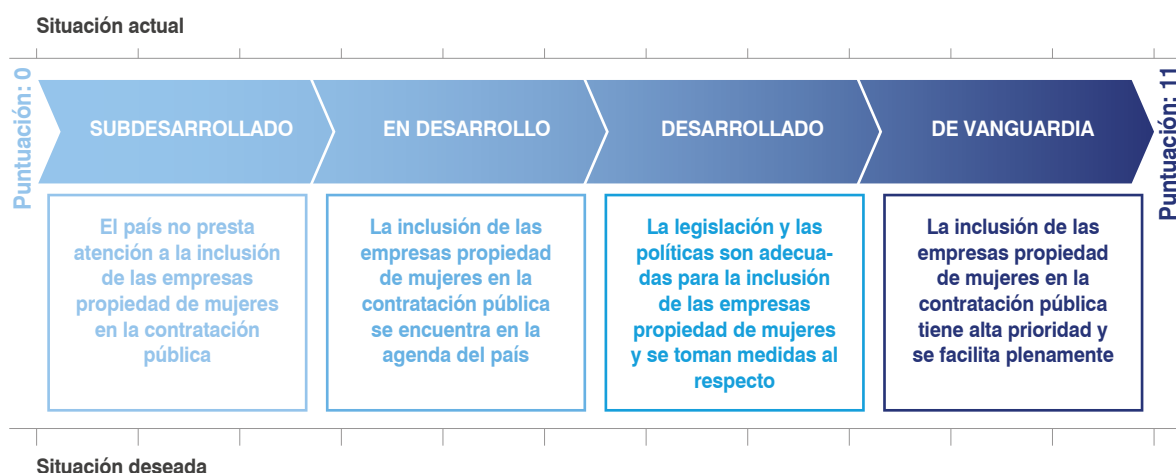 Situación actual
Puntuación: 0
SUBDESARROLLADO
EN DESARROLLO
DESARROLLADO
DE VANGUARDIA
Puntuación: 11
El país no presta
atención a la inclusión
de las empresas
propiedad de mujeres
en la contratación
pública
La inclusión de las
empresas propiedad
de mujeres en la
contratación pública
se encuentra en la
agenda del país
La legislación y las
políticas son adecua-
das para la inclusión
de las empresas
propiedad de mujeres
y se toman medidas al
respecto
La inclusión de las
empresas propiedad
de mujeres en la
contratación pública
tiene alta prioridad y
se facilita plenamente
Situación deseada